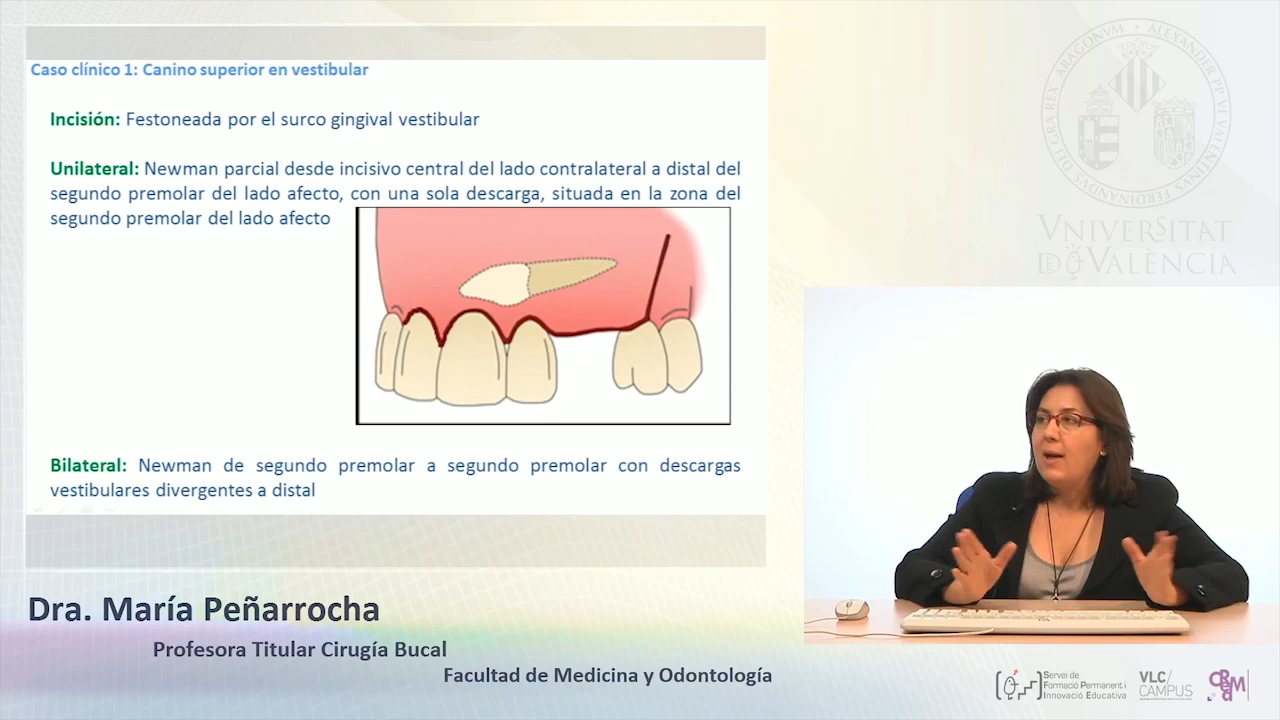 Caso clínico 1: Canino superior en vestibular
Incisión: Festoneada por el surco gingival vestibular
Unilateral: Newman parcial desde incisivo central del lado contralateral a distal del
segundo premolar del lado afecto, con una sola descarga, situada en la zona del
segundo premolar del lado afecto
Bilateral: Newman de segundo premolar a segundo premolar con descargas
vestibulares divergentes a distal
Dra. María Peñarrocha
Profesora Titular Cirugía Bucal
Facultad de Medicina y Odontología
VNIVERSITAT
D VALÈNCIA
Servei de
Formació Permanent i
Innovació Educativa
VLC/
CAMPUS